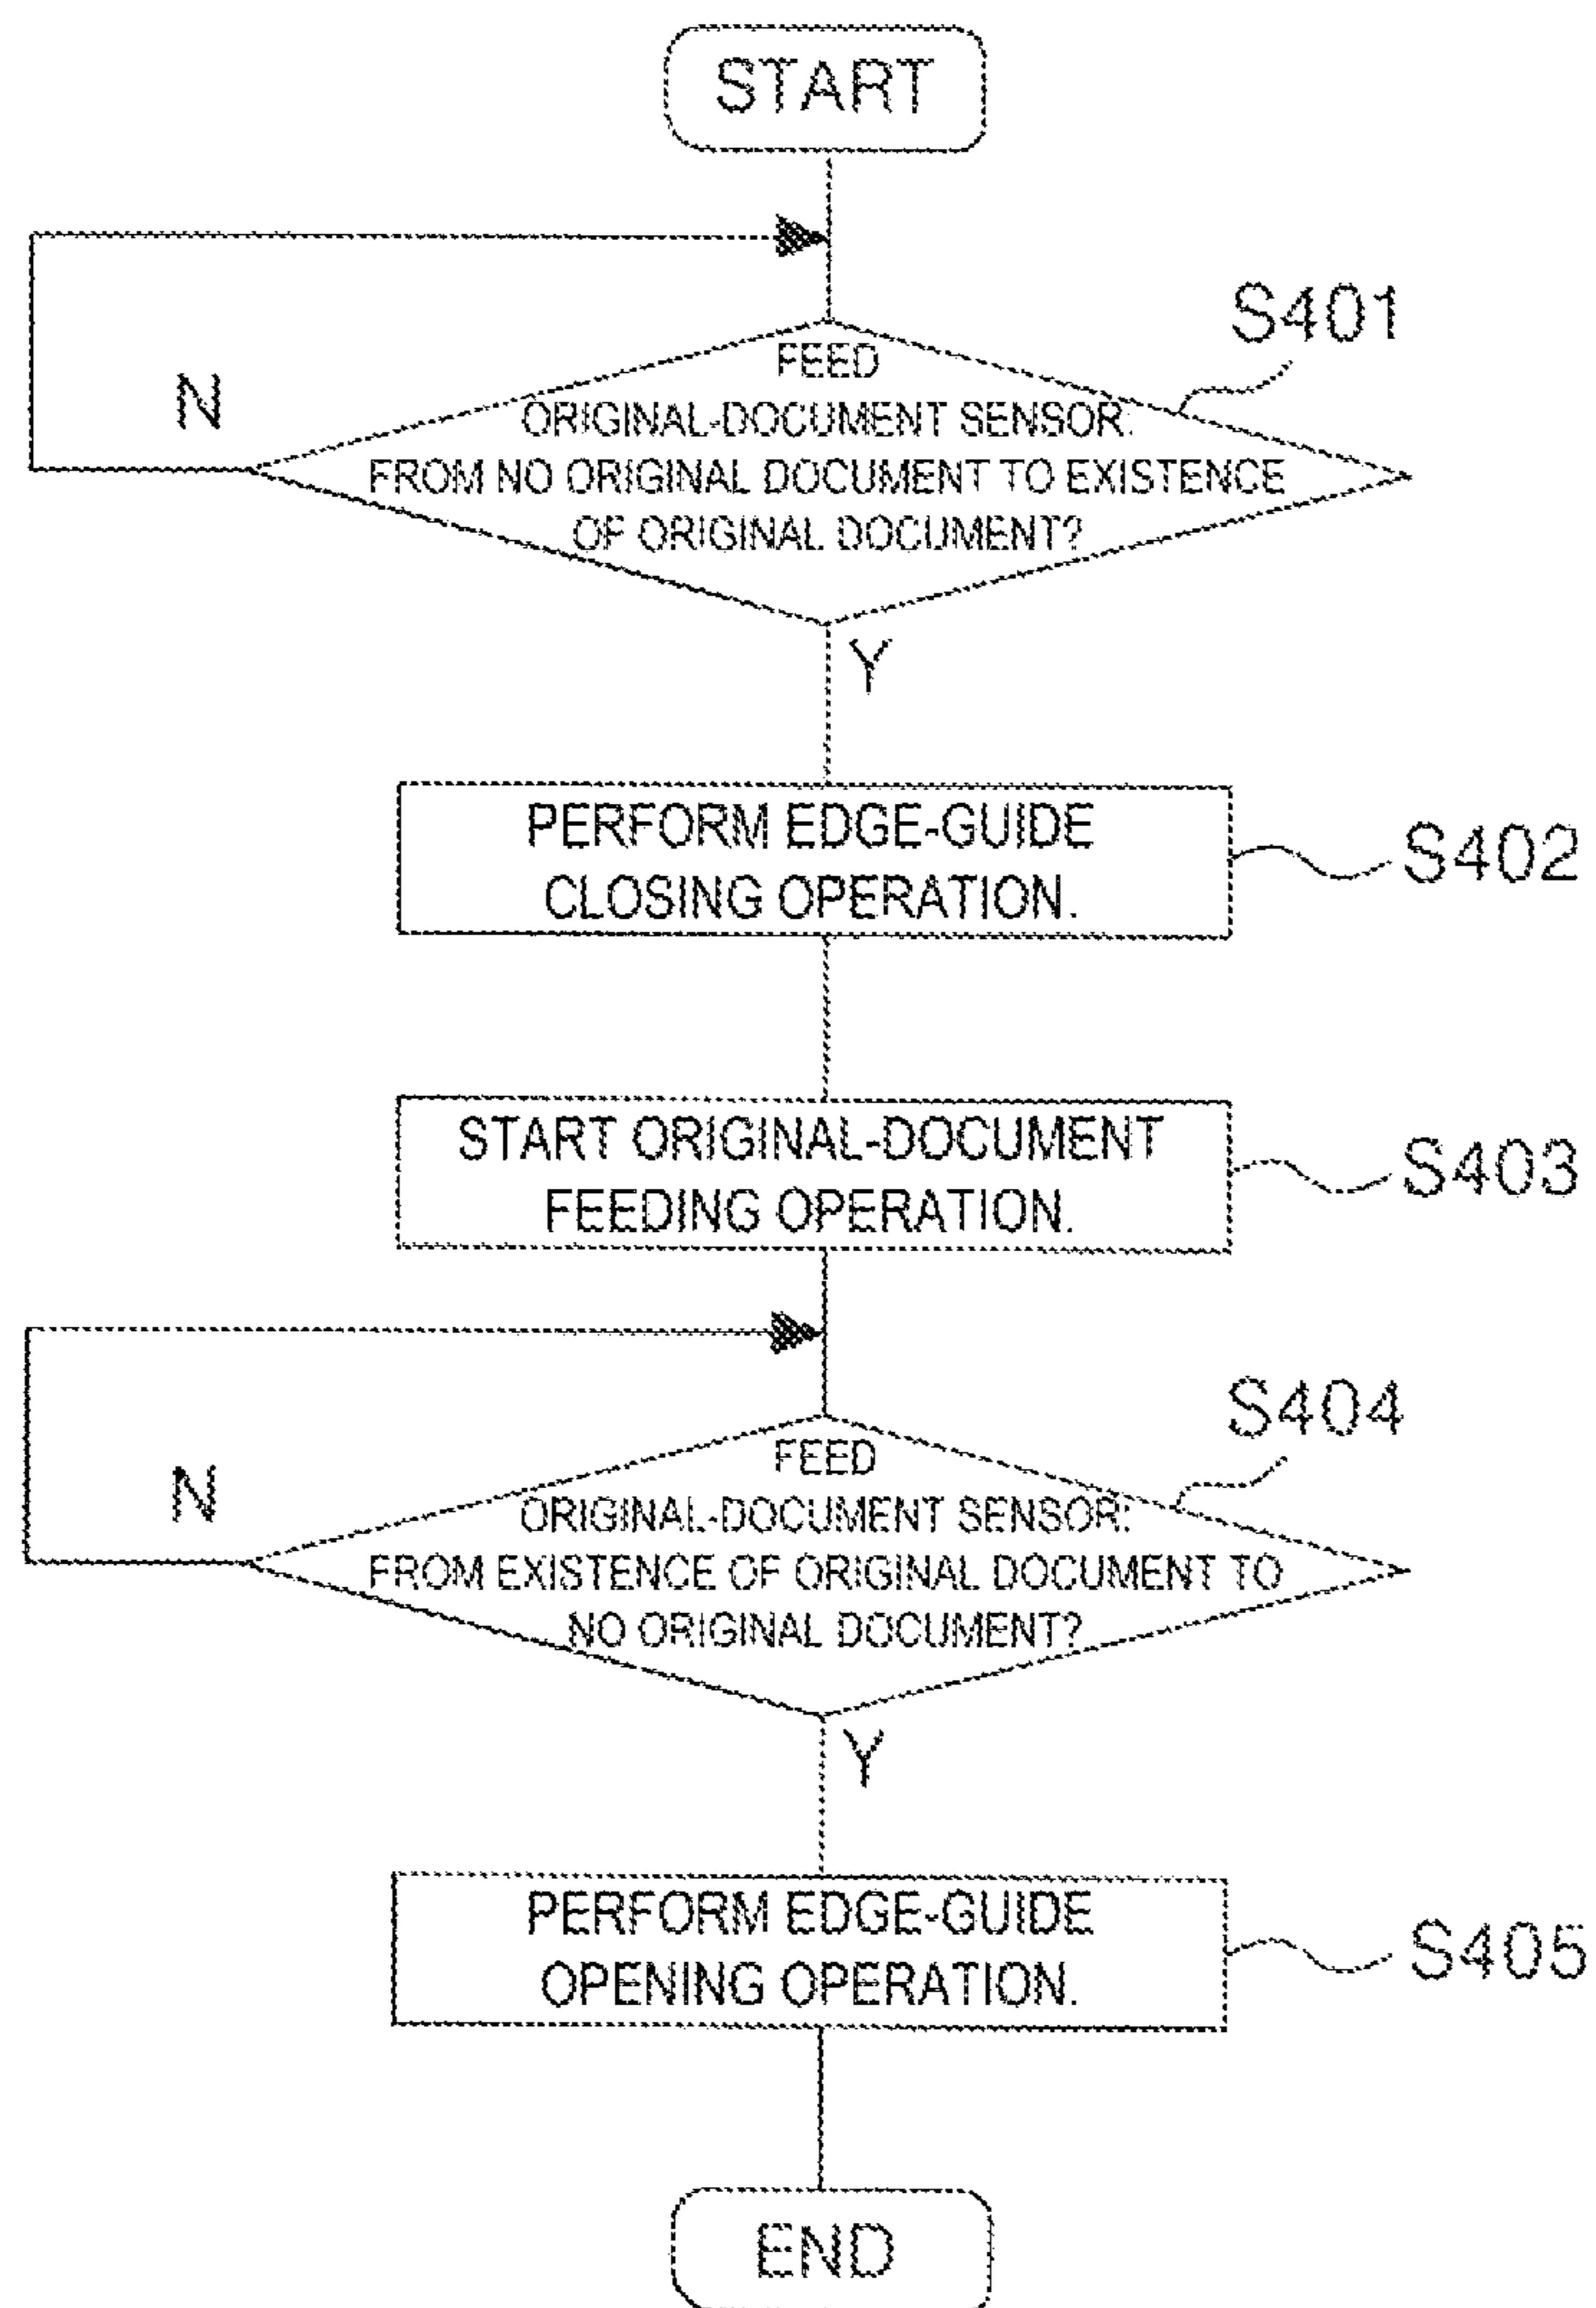 START
S401
N
FEED
ORIGINAL-DOCUMENT SENSOR:
FROM NO ORIGINAL DOCUMENT TO EXISTENCE
OF ORIGINAL DOCUMENT?
Y
PERFORM EDGE-GUIDE
CLOSING OPERATION.
S402
START ORIGINAL-DOCUMENT
FEEDING OPERATION.
S403
S404
N
FEED
ORIGINAL-DOCUMENT SENSOR:
FROM EXISTENCE OF ORIGINAL DOCUMENT TO
NO ORIGINAL DOCUMENT?
Y
PERFORM EDGE-GUIDE
OPENING OPERATION.
S405
END